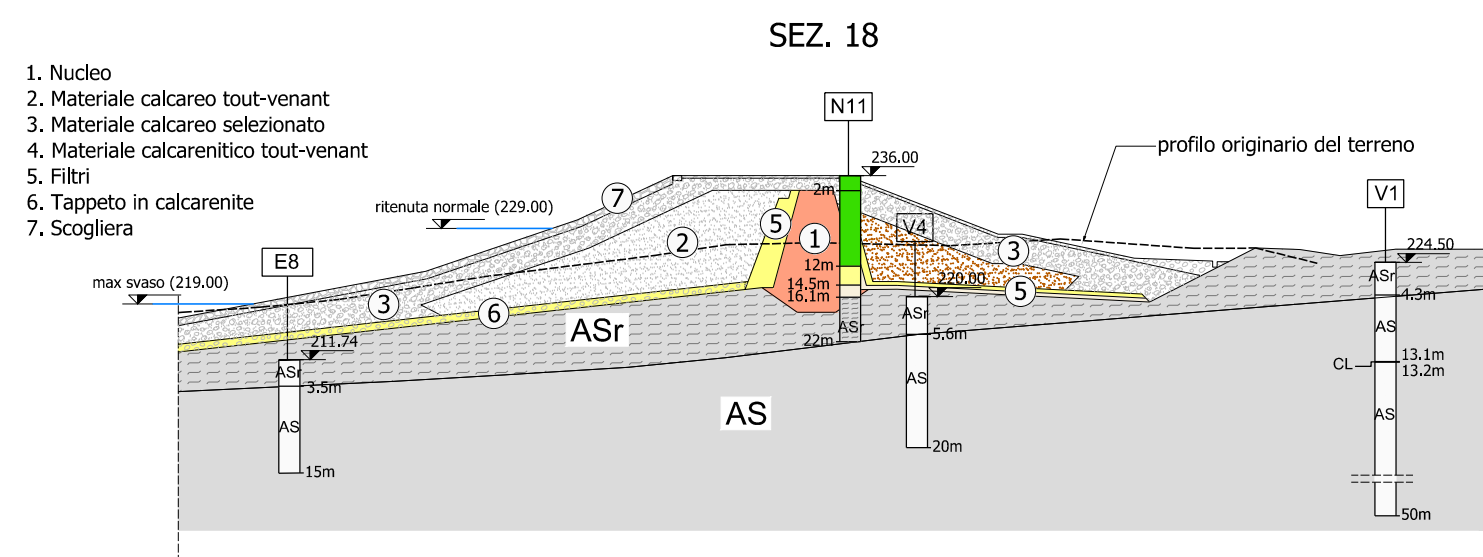 SEZ. 18
1. Nucleo
2. Materiale calcareo tout-venant
3. Materiale calcareo selezionato
4. Materiale calcarenitico tout-venant
5. Filtri
6. Tappeto in calcarenite
7. Scogliera
N11
236.00
profilo originario del terreno
V1
2m
7
ritenuta normale (229.00)
5
1
V4
2
3
224.50
E8
12m
ASr
max svaso (219.00)
14.5m
220.00
5
16.1m
4.3m
3
6
ASr
AS
ASr
5.6m
AS
211.74
22m
13.1m
CL
13.2m
ASr
3.5m
AS
AS
AS
AS
20m
15m
50m